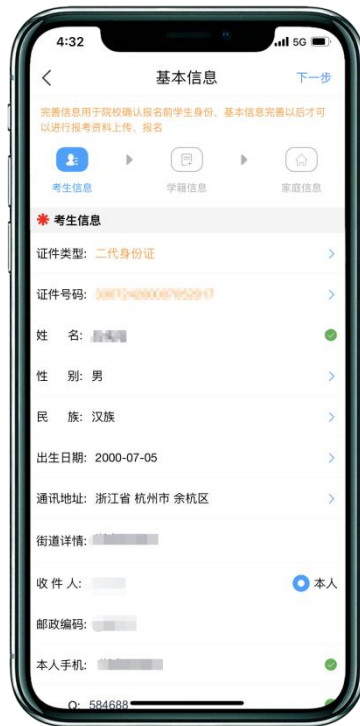 4:32
5G
基本信息
下一步
完善信息用于院校确认报名前学生身份，基本信息完善以后才可
以进行报考资料上传、报名
考生信息
学籍信息
家庭信息
考生信息
证件类型: 二代身份证
证件号码:
姓 名:
性 别: 男
民 族: 汉族
出生日期: 2000-07-05
通讯地址: 浙江省 杭州市 余杭区
街道详情:
收 件 人:
本人
邮政编码:
本人手机:
Q: 584688